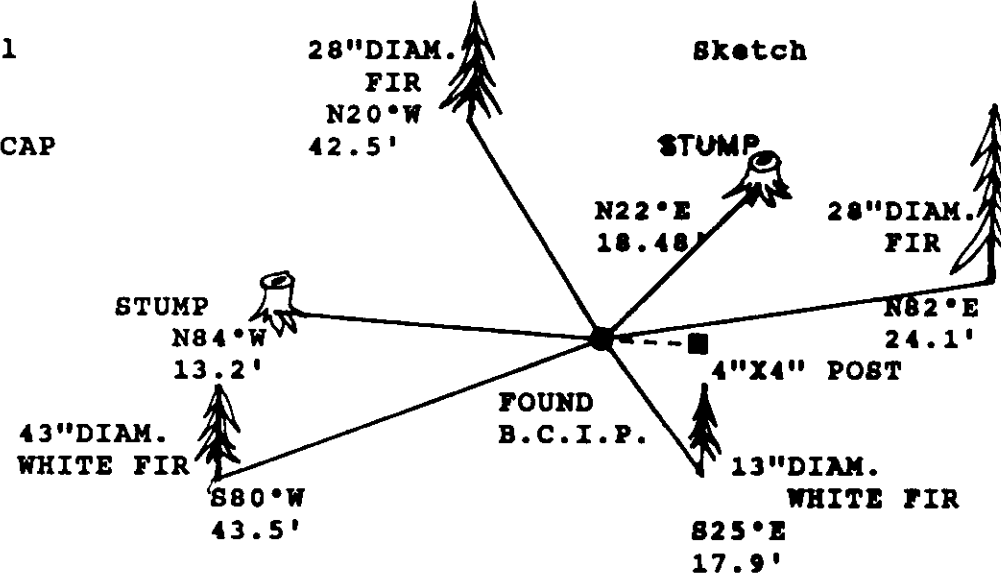 1
CAP
28"DIAM.
FIR
N20°W
42.5'
Sketch
STUMP
N22°E
18.48'
28"DIAM.
FIR
N82°E
24.1'
STUMP
N84°W
13.2'
4"X4" POST
FOUND
B.C.I.P.
43"DIAM.
WHITE FIR
S80°W
43.5'
13"DIAM.
WHITE FIR
S25°E
17.9'